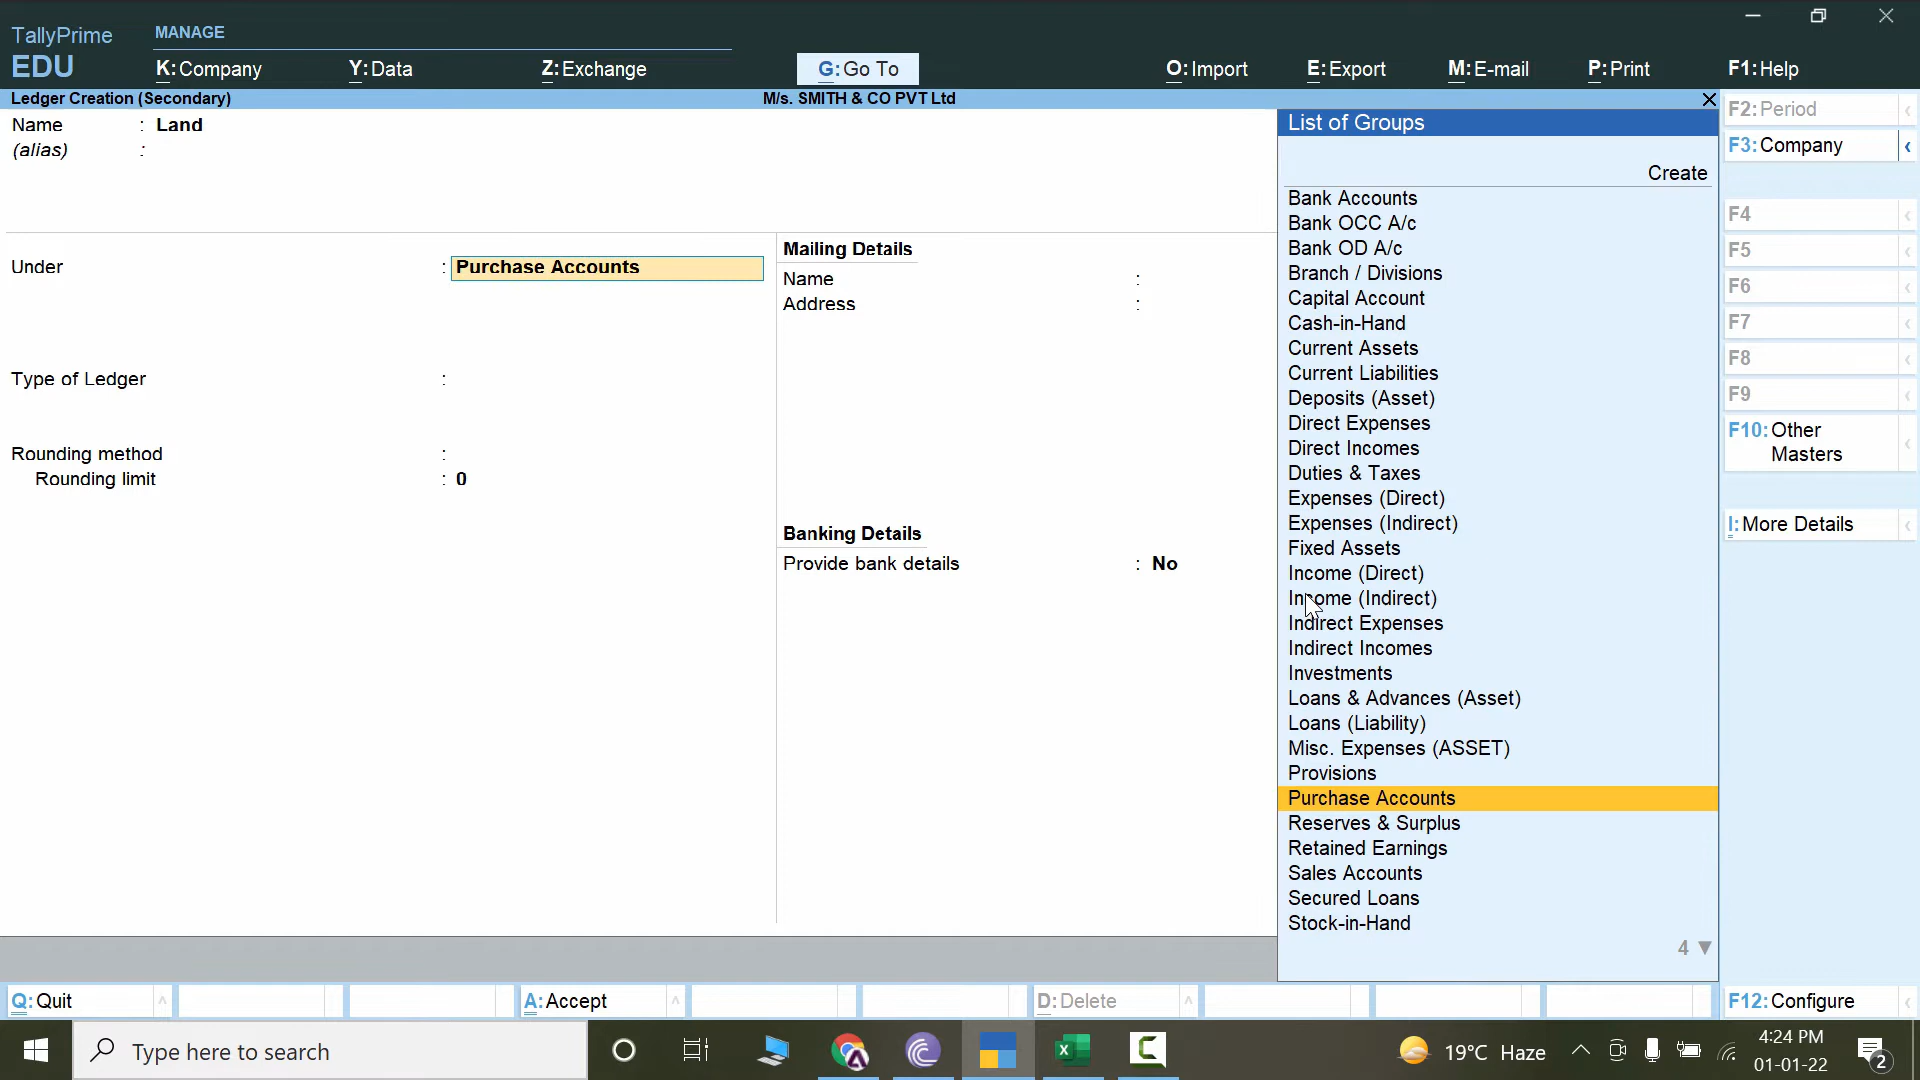 TallyPrime
EDU
MANAGE
K:Company Y:Data Z:Exchange G:Go To O:Import E:Export M:E-mail P:Print F1:Help
Ledger Creation (Secondary) M/s. SMITH & CO PVT Ltd
Name : Land
(alias) :
Under : Purchase Accounts
Type of Ledger :
Rounding method :
Rounding limit : 0
Mailing Details
Name :
Address :
Banking Details
Provide bank details : No
List of Groups
Create
Bank Accounts
Bank OCC A/c
Bank OD A/c
Branch / Divisions
Capital Account
Cash-in-Hand
Current Assets
Current Liabilities
Deposits (Asset)
Direct Expenses
Direct Incomes
Duties & Taxes
Expenses (Direct)
Expenses (Indirect)
Fixed Assets
Income (Direct)
Income (Indirect)
Indirect Expenses
Indirect Incomes
Investments
Loans & Advances (Asset)
Loans (Liability)
Misc. Expenses (ASSET)
Provisions
Purchase Accounts
Reserves & Surplus
Retained Earnings
Sales Accounts
Secured Loans
Stock-in-Hand
4 ▼
F2:Period
F3:Company
F4
F5
F6
F7
F8
F9
F10:Other
Masters
I:More Details
Q:Quit A:Accept D:Delete F12:Configure
Type here to search
19°C Haze
4:24 PM
01-01-22
2